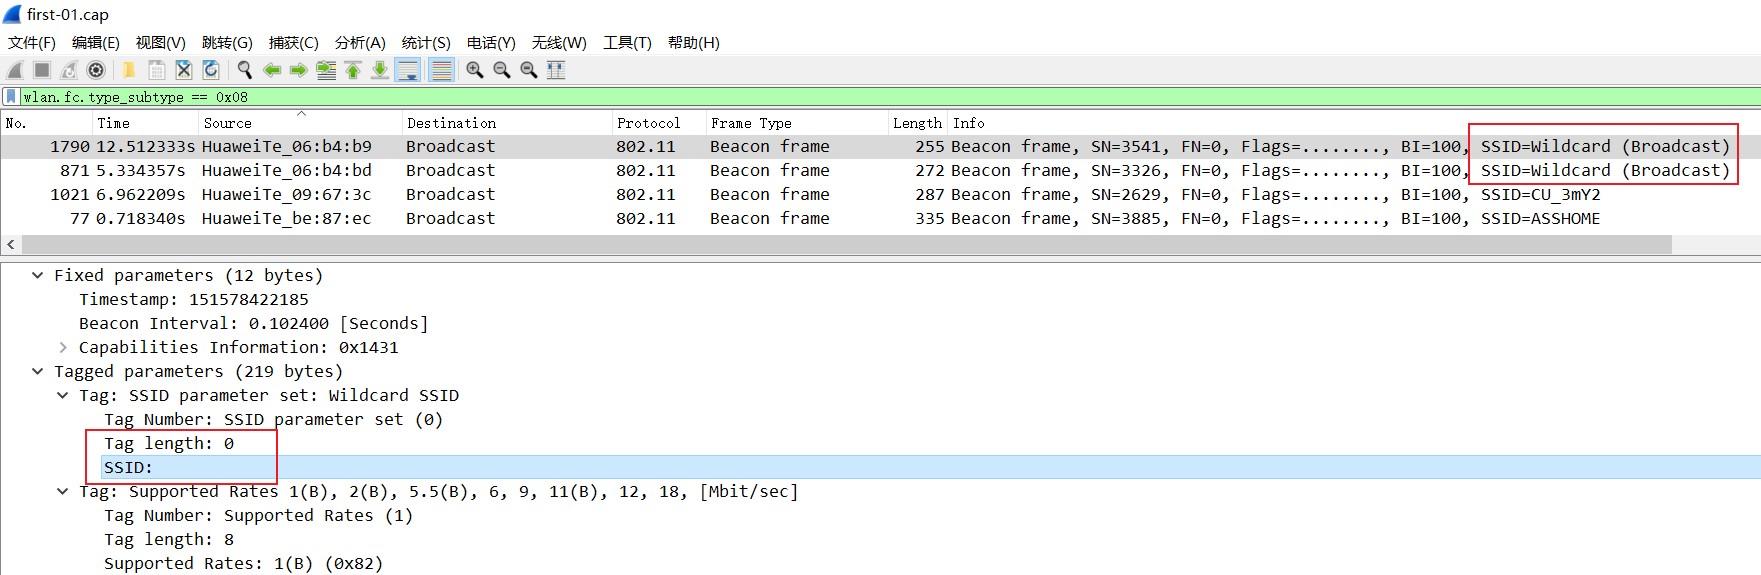 first-01.cap
文件(F) 编辑(E) 视图(V) 跳转(G) 捕获(C) 分析(A) 统计(S) 电话(Y) 无线(W) 工具(T) 帮助(H)
wlan.fc.type_subtype == 0x08
No. Time Source Destination Protocol Frame Type Length Info
1790 12.512333s HuaweiTe_06:b4:b9 Broadcast 802.11 Beacon frame 255 Beacon frame, SN=3541, FN=0, Flags=........, BI=100, SSID=Wildcard (Broadcast)
871 5.334357s HuaweiTe_06:b4:bd Broadcast 802.11 Beacon frame 272 Beacon frame, SN=3326, FN=0, Flags=........, BI=100, SSID=Wildcard (Broadcast)
1021 6.962209s HuaweiTe_09:67:3c Broadcast 802.11 Beacon frame 287 Beacon frame, SN=2629, FN=0, Flags=........, BI=100, SSID=CU_3mY2
77 0.718340s HuaweiTe_be:87:ec Broadcast 802.11 Beacon frame 335 Beacon frame, SN=3885, FN=0, Flags=........, BI=100, SSID=ASSHOME
Fixed parameters (12 bytes)
Timestamp: 151578422185
Beacon Interval: 0.102400 [Seconds]
Capabilities Information: 0x1431
Tagged parameters (219 bytes)
Tag: SSID parameter set: Wildcard SSID
Tag Number: SSID parameter set (0)
Tag length: 0
SSID:
Tag: Supported Rates 1(B), 2(B), 5.5(B), 6, 9, 11(B), 12, 18, [Mbit/sec]
Tag Number: Supported Rates (1)
Tag length: 8
Supported Rates: 1(B) (0x82)